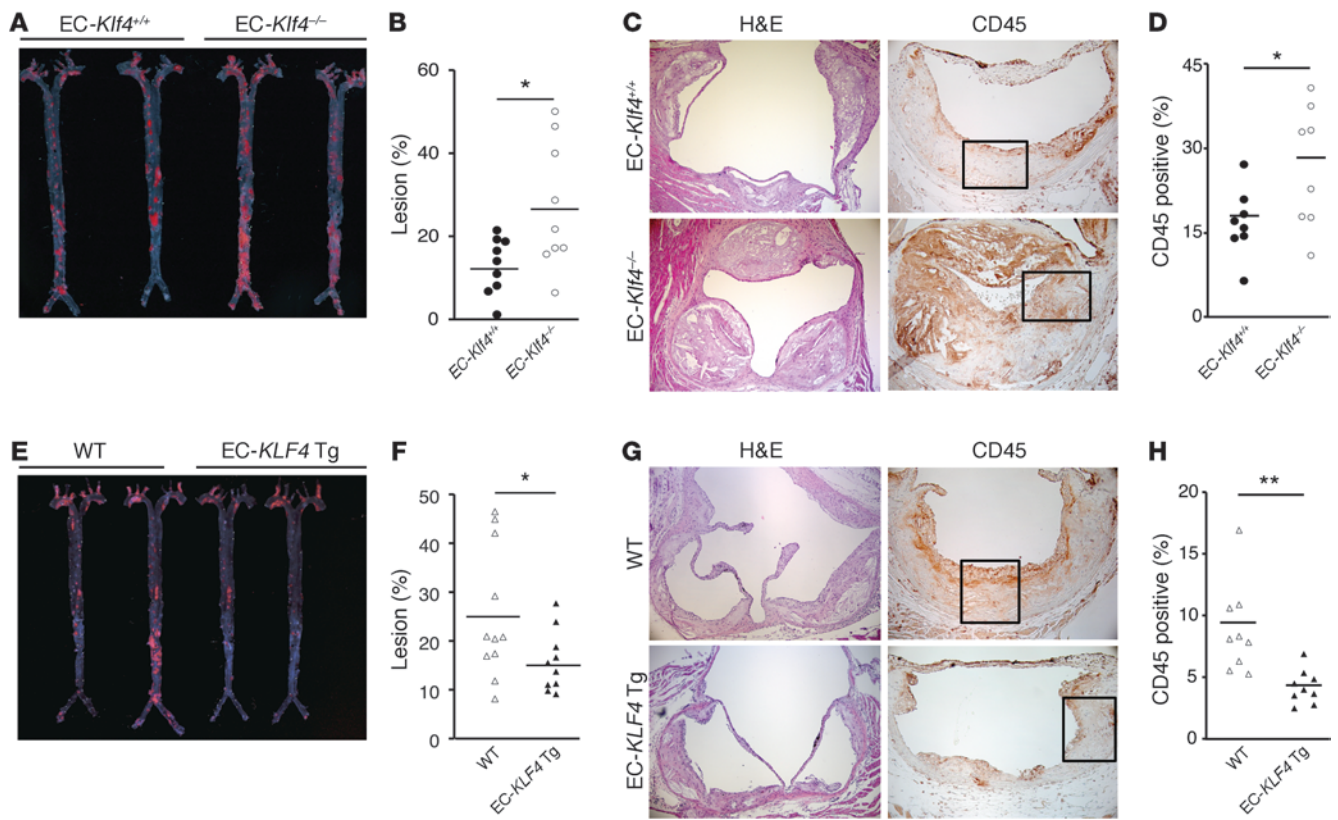 A
EC-Klf4+/+
EC-Klf4–/–
B
*
60
40
20
0
Lesion (%)
EC-Klf4+/+
EC-Klf4–/–
C
H&E
CD45
EC-Klf4+/+
EC-Klf4–/–
D
*
45
30
15
0
CD45 positive (%)
EC-Klf4+/+
EC-Klf4–/–
E
WT
EC-KLF4 Tg
F
*
50
40
30
20
10
0
Lesion (%)
WT
EC-KLF4 Tg
G
H&E
CD45
WT
EC-KLF4 Tg
H
**
20
15
10
5
0
CD45 positive (%)
WT
EC-KLF4 Tg